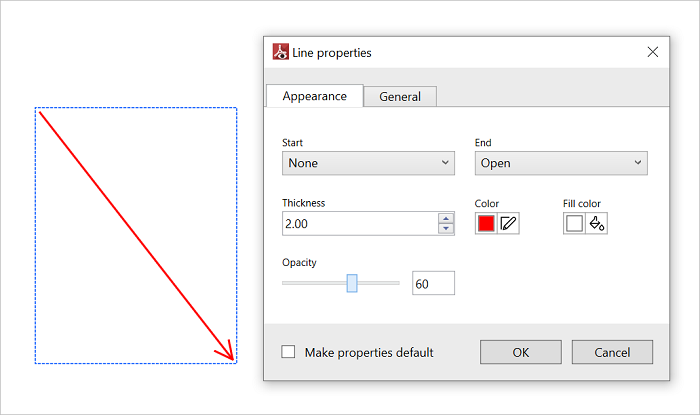 Line properties
Appearance General
Start End
None Open
Thickness Color Fill color
2.00
Opacity
60
Make properties default OK Cancel